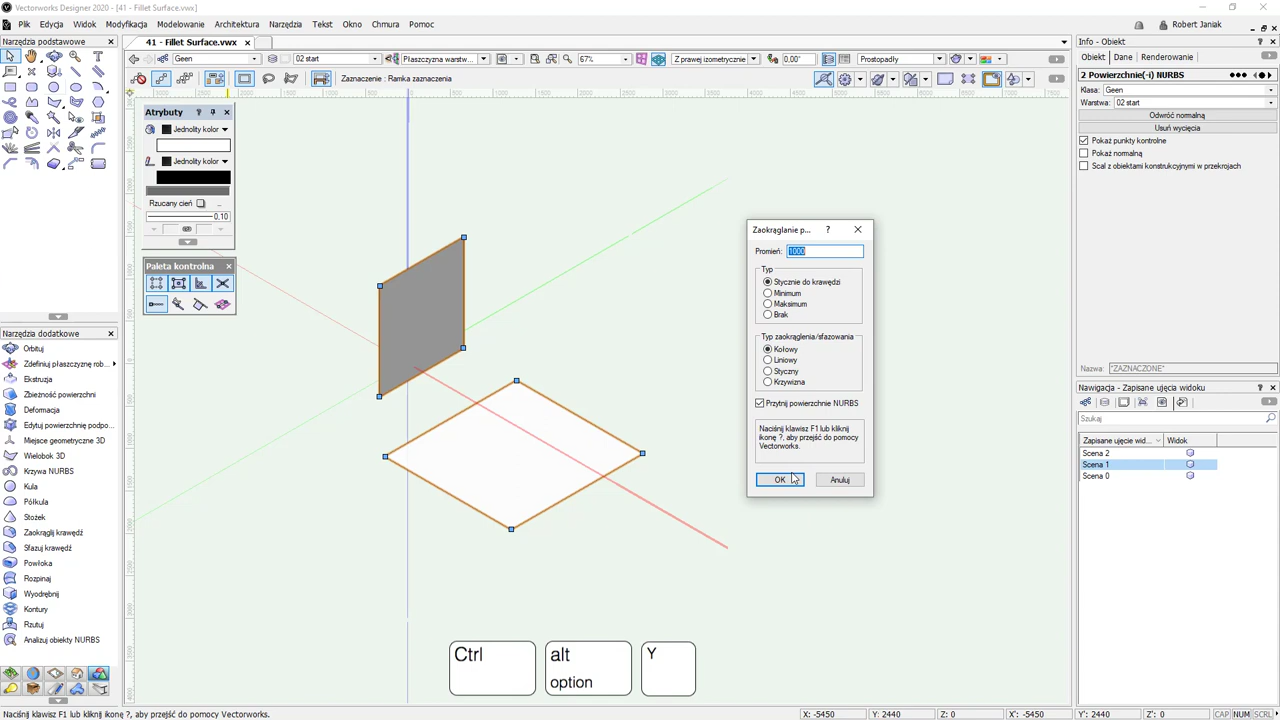 Vectorworks Designer 2020 - [41 - Fillet Surface.vwx]
Plik Edycja Widok Modyfikacja Modelowanie Architektura Narzędzia Tekst Okno Chmura Pomoc
Robert Janiak
Narzędzia podstawowe
41 - Fillet Surface.vwx
Geen
02 start
Płaszczyzna warstw...
67%
Z prawej izometrycznie
0,00°
Prostopadły
Zaznaczenie : Ramka zaznaczenia
Atrybuty
Jednolity kolor
Jednolity kolor
Rzucany cień
0,10
Paleta kontrolna
Narzędzia dodatkowe
Orbituj
Zdefiniuj płaszczyznę rob...
Ekstruzja
Zbieżność powierzchni
Deformacja
Edytuj powierzchnię podpo...
Miejsce geometryczne 3D
Wielobok 3D
Krzywa NURBS
Kula
Półkula
Stożek
Zaokrąglij krawędź
Sfazuj krawędź
Powłoka
Rozpinaj
Wyodrębnij
Kontury
Rzutuj
Analizuj obiekty NURBS
Zaokrąglanie p...
Promień: 1000
Typ
Stycznie do krawędzi
Minimum
Maksimum
Brak
Typ zaokrąglenia/sfazowania
Kołowy
Liniowy
Styczny
Krzywizna
Przytnij powierzchnie NURBS
Naciśnij klawisz F1 lub kliknij
ikonę ?, aby przejść do pomocy
Vectorworks.
OK Anuluj
Ctrl
alt
option
Y
Info - Obiekt
Obiekt Dane Renderowanie
2 Powierzchnie(-i) NURBS
Klasa: Geen
Warstwa: 02 start
Odwróć normalną
Usuń wycięcia
Pokaż punkty kontrolne
Pokaż normalną
Scal z obiektami konstrukcyjnymi w przekrojach
Nazwa: "ZAZNACZONE"
Nawigacja - Zapisane ujęcia widoku
Szukaj
Zapisane ujęcie wid... Widok
Scena 2
Scena 1
Scena 0
Naciśnij klawisz F1 lub kliknij ikonę ?, aby przejść do pomocy Vectorworks.
X: -5450 Y: 2440 Z: 0 X': -5450 Y': 2440 Z': 0 CAP NUM SCRL